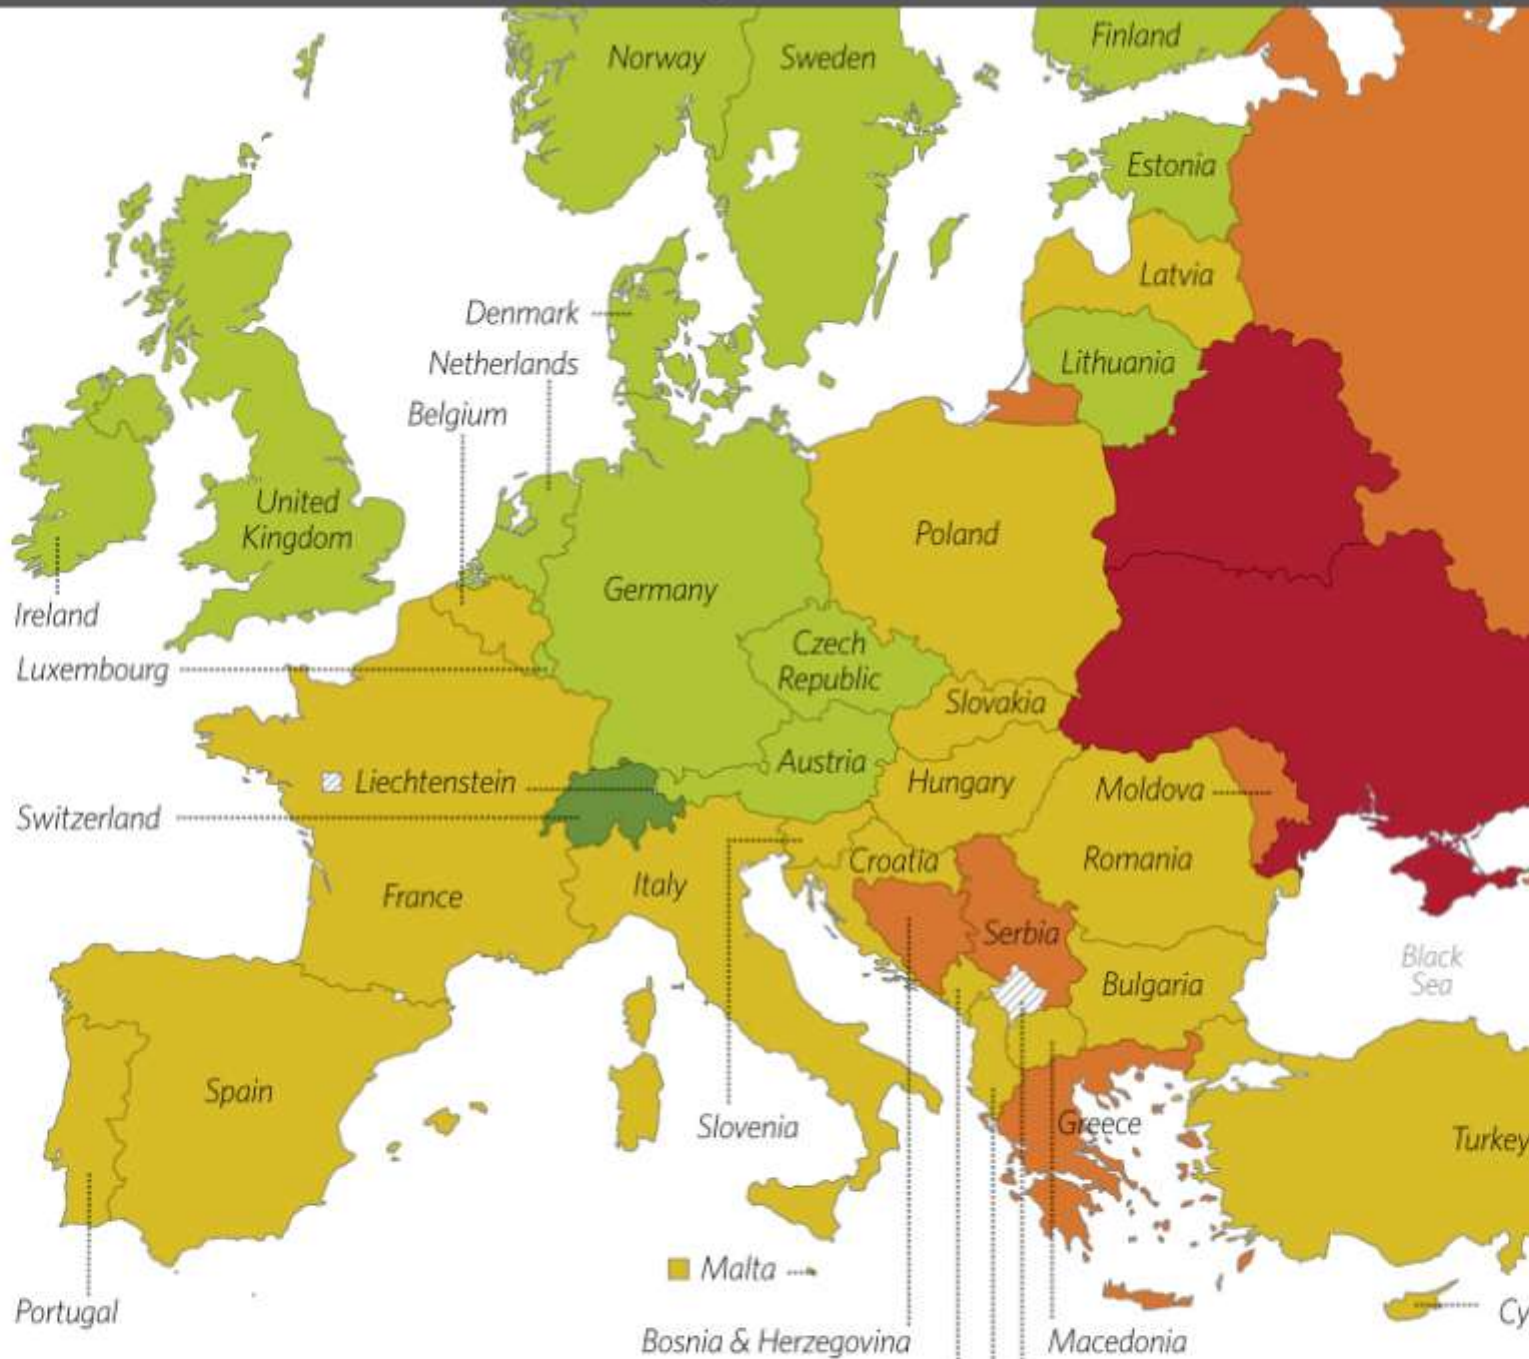 Norway
Sweden
Finland
Estonia
Latvia
Denmark
Netherlands
Lithuania
Belgium
United
Kingdom
Poland
Germany
Ireland
Czech
Republic
Luxembourg
Slovakia
Austria
Liechtenstein
Hungary
Moldova
Switzerland
Croatia
Romania
Italy
France
Serbia
Black
Sea
Bulgaria
Spain
Slovenia
Greece
Turkey
Malta
Portugal
Cy
Bosnia & Herzegovina
Macedonia